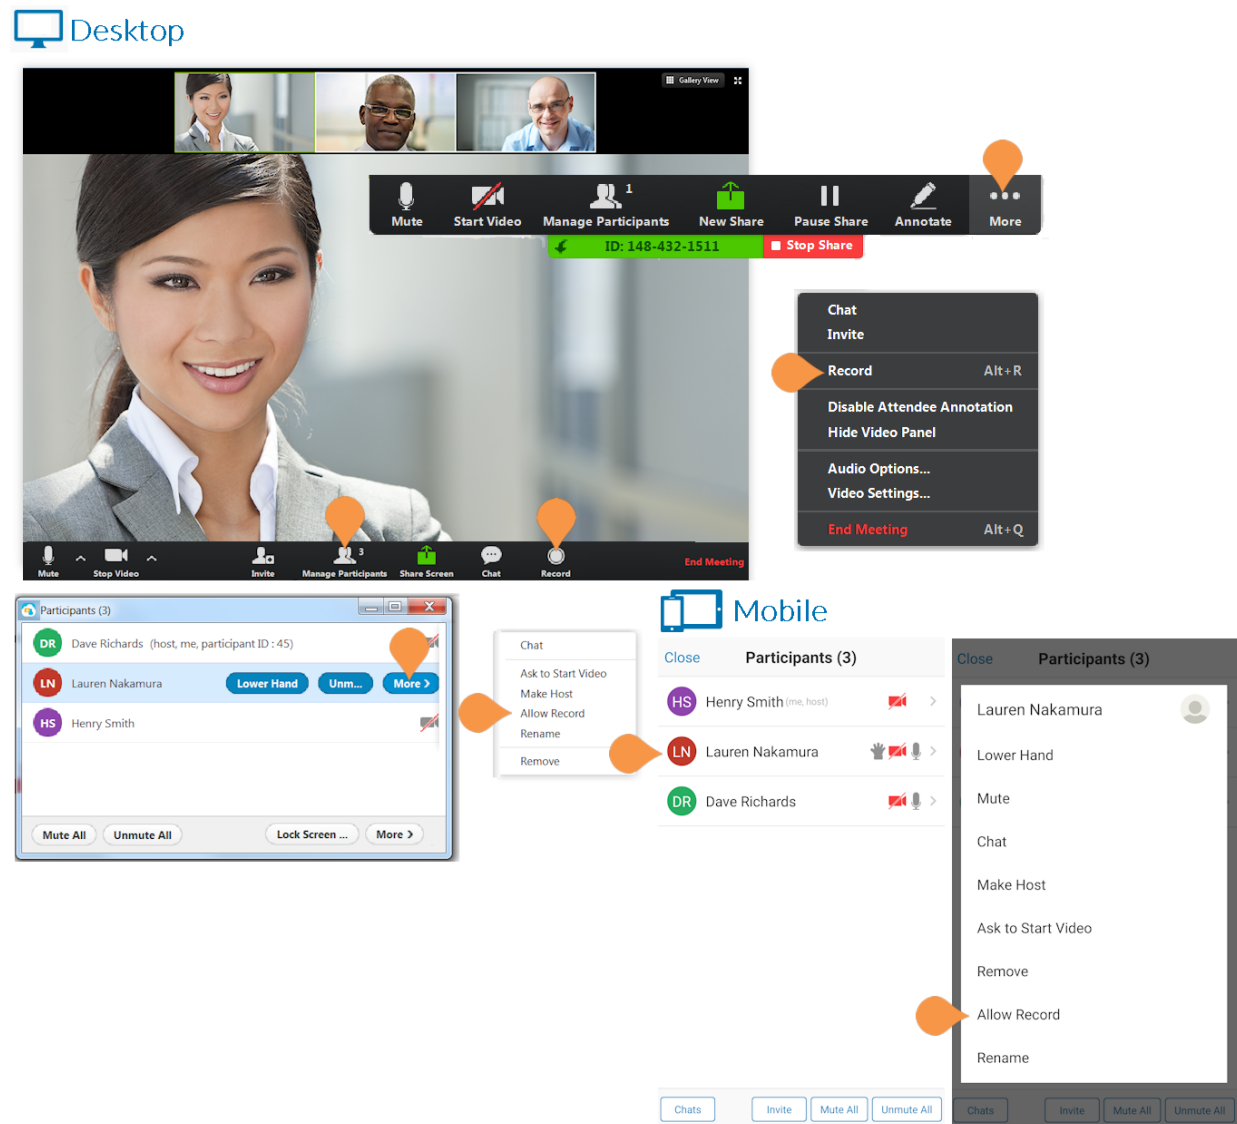 Desktop
Gallery View
Mute
Start Video
Manage Participants
1
New Share
Pause Share
Annotate
More
ID: 148-432-1511
Stop Share
Chat
Invite
Record Alt+R
Disable Attendee Annotation
Hide Video Panel
Audio Options...
Video Settings...
End Meeting Alt+Q
Mute
Stop Video
Invite
Manage Participants
3
Share Screen
Chat
Record
End Meeting
Participants (3)
DR Dave Richards (host, me, participant ID : 45)
LN Lauren Nakamura Lower Hand Unm... More >
HS Henry Smith
Mute All Unmute All Lock Screen ... More >
Chat
Ask to Start Video
Make Host
Allow Record
Rename
Remove
Mobile
Close Participants (3)
HS Henry Smith (me, host)
LN Lauren Nakamura
DR Dave Richards
Chats Invite Mute All Unmute All
Close Participants (3)
Lauren Nakamura
Lower Hand
Mute
Chat
Make Host
Ask to Start Video
Remove
Allow Record
Rename
Chats Invite Mute All Unmute All